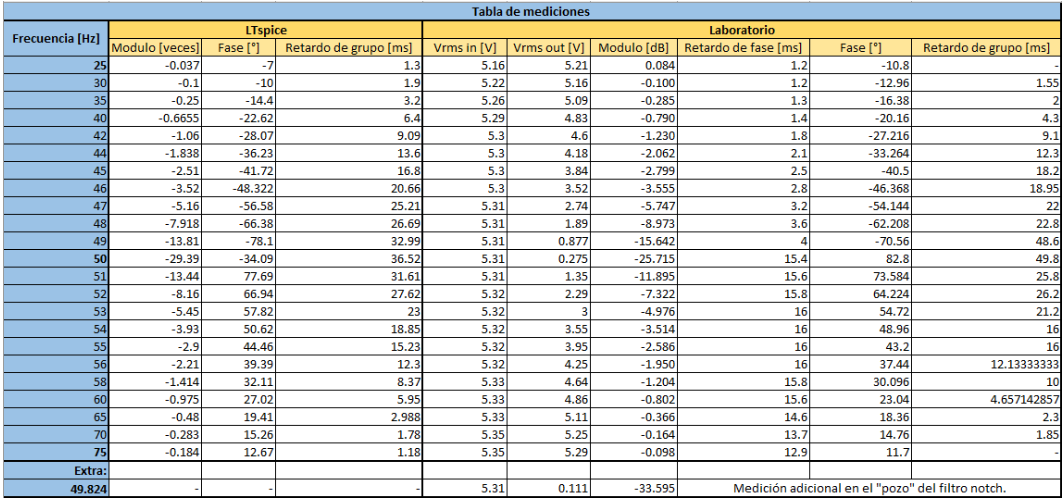 Tabla de mediciones
Frecuencia [Hz] LTspice Laboratorio
Modulo [veces] Fase [°] Retardo de grupo [ms] Vrms in [V] Vrms out [V] Modulo [dB] Retardo de fase [ms] Fase [°] Retardo de grupo [ms]
25 -0.037 -7 1.3 5.16 5.21 0.084 1.2 -10.8 -
30 -0.1 -10 1.9 5.22 5.16 -0.100 1.2 -12.96 1.55
35 -0.25 -14.4 3.2 5.26 5.09 -0.285 1.3 -16.38 2
40 -0.6655 -22.62 6.4 5.29 4.83 -0.790 1.4 -20.16 4.3
42 -1.06 -28.07 9.09 5.3 4.6 -1.230 1.8 -27.216 9.1
44 -1.838 -36.23 13.6 5.3 4.18 -2.062 2.1 -33.264 12.3
45 -2.51 -41.72 16.8 5.3 3.84 -2.799 2.5 -40.5 18.2
46 -3.52 -48.322 20.66 5.3 3.52 -3.555 2.8 -46.368 18.95
47 -5.16 -56.58 25.21 5.31 2.74 -5.747 3.2 -54.144 22
48 -7.918 -66.38 26.69 5.31 1.89 -8.973 3.6 -62.208 22.8
49 -13.81 -78.1 32.99 5.31 0.877 -15.642 4 -70.56 48.6
50 -29.39 -34.09 36.52 5.31 0.275 -25.715 15.4 82.8 49.8
51 -13.44 77.69 31.61 5.31 1.35 -11.895 15.6 73.584 25.8
52 -8.16 66.94 27.62 5.32 2.29 -7.322 15.8 64.224 26.2
53 -5.45 57.82 23 5.32 3 -4.976 16 54.72 21.2
54 -3.93 50.62 18.85 5.32 3.55 -3.514 16 48.96 16
55 -2.9 44.46 15.23 5.32 3.95 -2.586 16 43.2 16
56 -2.21 39.39 12.3 5.32 4.25 -1.950 16 37.44 12.13333333
58 -1.414 32.11 8.37 5.33 4.64 -1.204 15.8 30.096 10
60 -0.975 27.02 5.95 5.33 4.86 -0.802 15.6 23.04 4.657142857
65 -0.48 19.41 2.988 5.33 5.11 -0.366 14.6 18.36 2.3
70 -0.283 15.26 1.78 5.35 5.25 -0.164 13.7 14.76 1.85
75 -0.184 12.67 1.18 5.35 5.29 -0.098 12.9 11.7 -
Extra:
49.824 - - - 5.31 0.111 -33.595 Medición adicional en el "pozo" del filtro notch.